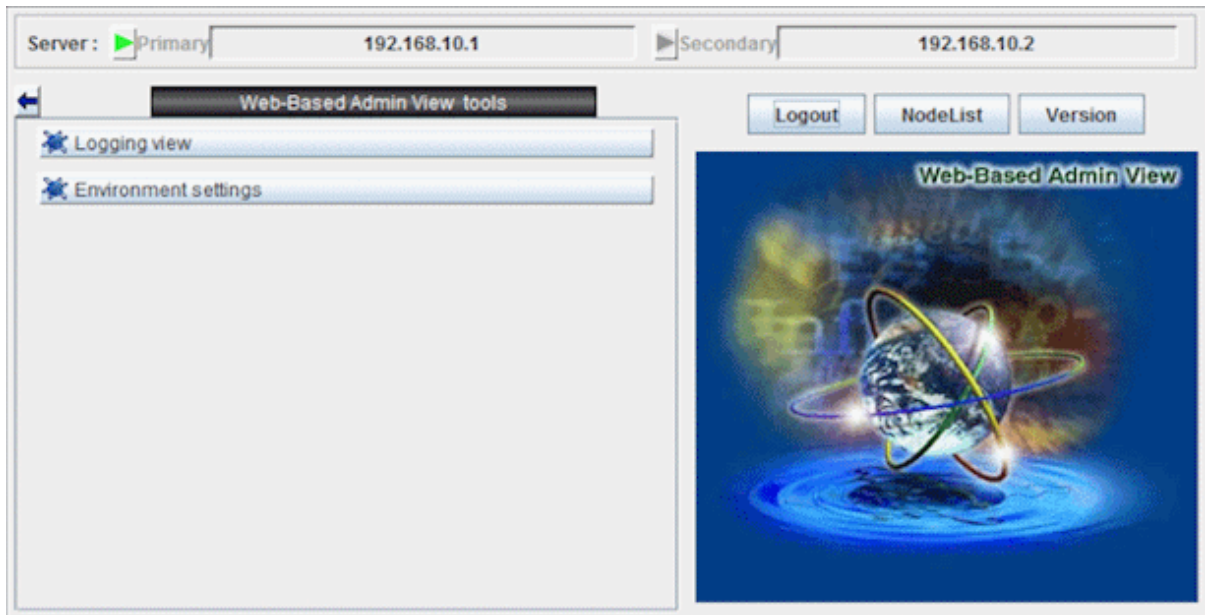 Server : Primary 192.168.10.1 Secondary 192.168.10.2
Web-Based Admin View tools
Logout NodeList Version
Logging view
Environment settings
Web-Based Admin View